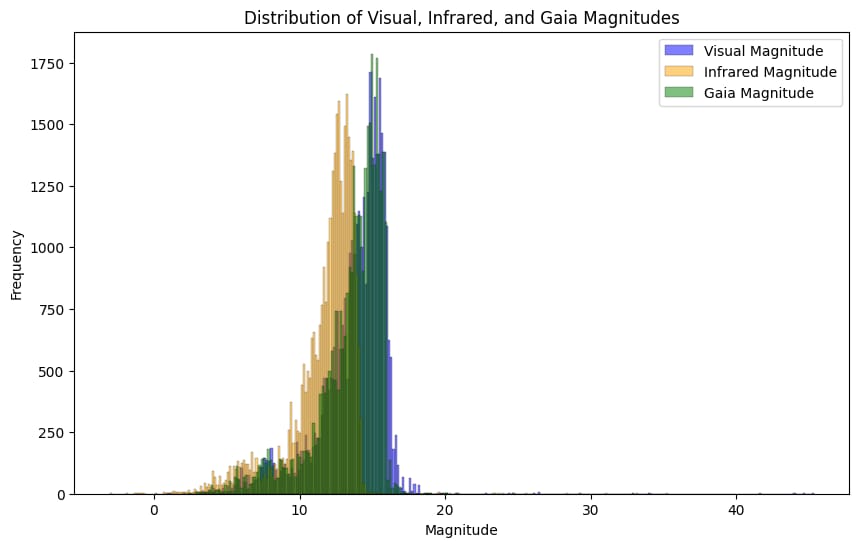 Distribution of Visual, Infrared, and Gaia Magnitudes
Visual Magnitude
Infrared Magnitude
Gaia Magnitude
1750
1500
1250
1000
750
500
250
0
Frequency
0 10 20 30 40
Magnitude